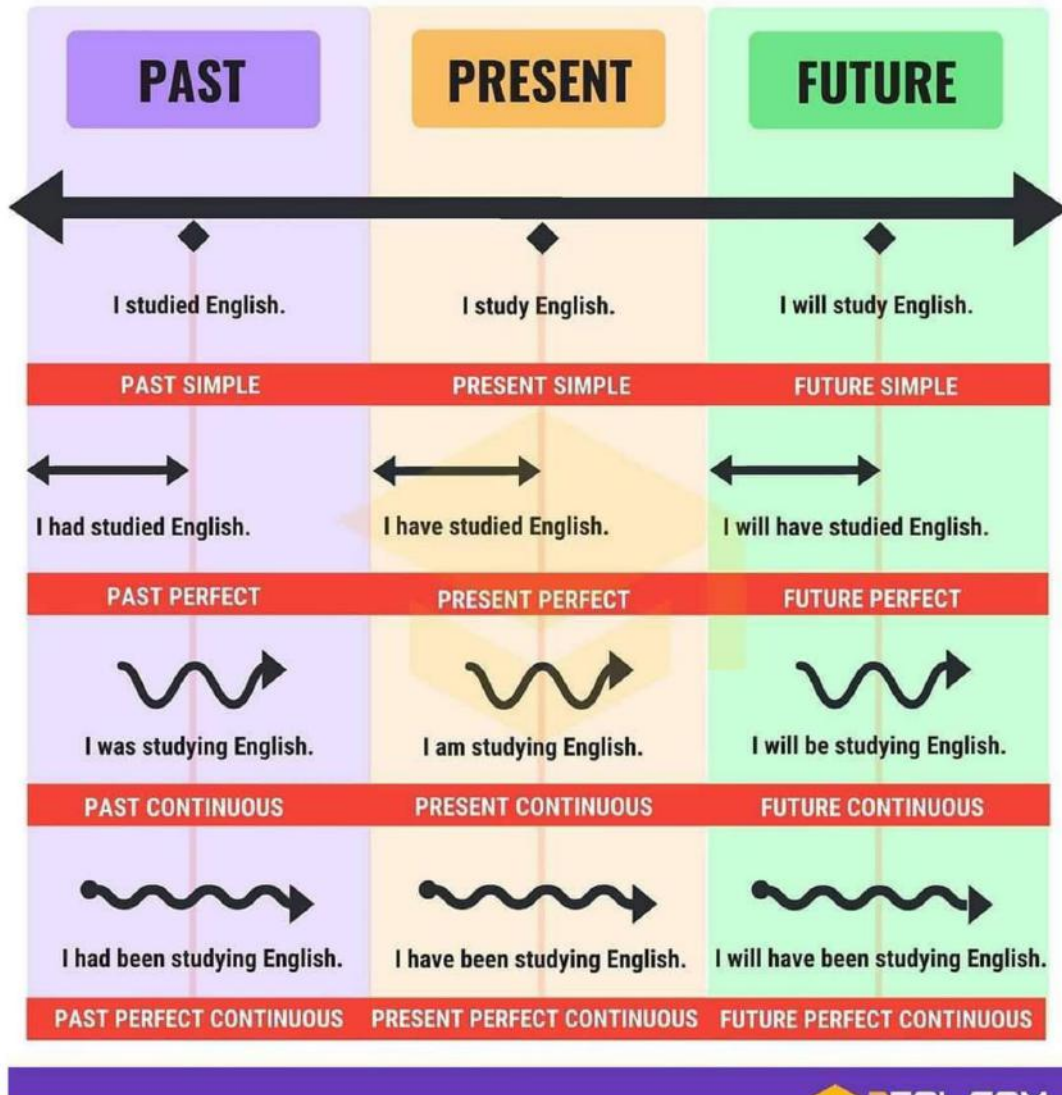 PAST PRESENT FUTURE
I studied English. I study English. I will study English.
PAST SIMPLE PRESENT SIMPLE FUTURE SIMPLE
I had studied English. I have studied English. I will have studied English.
PAST PERFECT PRESENT PERFECT FUTURE PERFECT
I was studying English. I am studying English. I will be studying English.
PAST CONTINUOUS PRESENT CONTINUOUS FUTURE CONTINUOUS
I had been studying English. I have been studying English. I will have been studying English.
PAST PERFECT CONTINUOUS PRESENT PERFECT CONTINUOUS FUTURE PERFECT CONTINUOUS